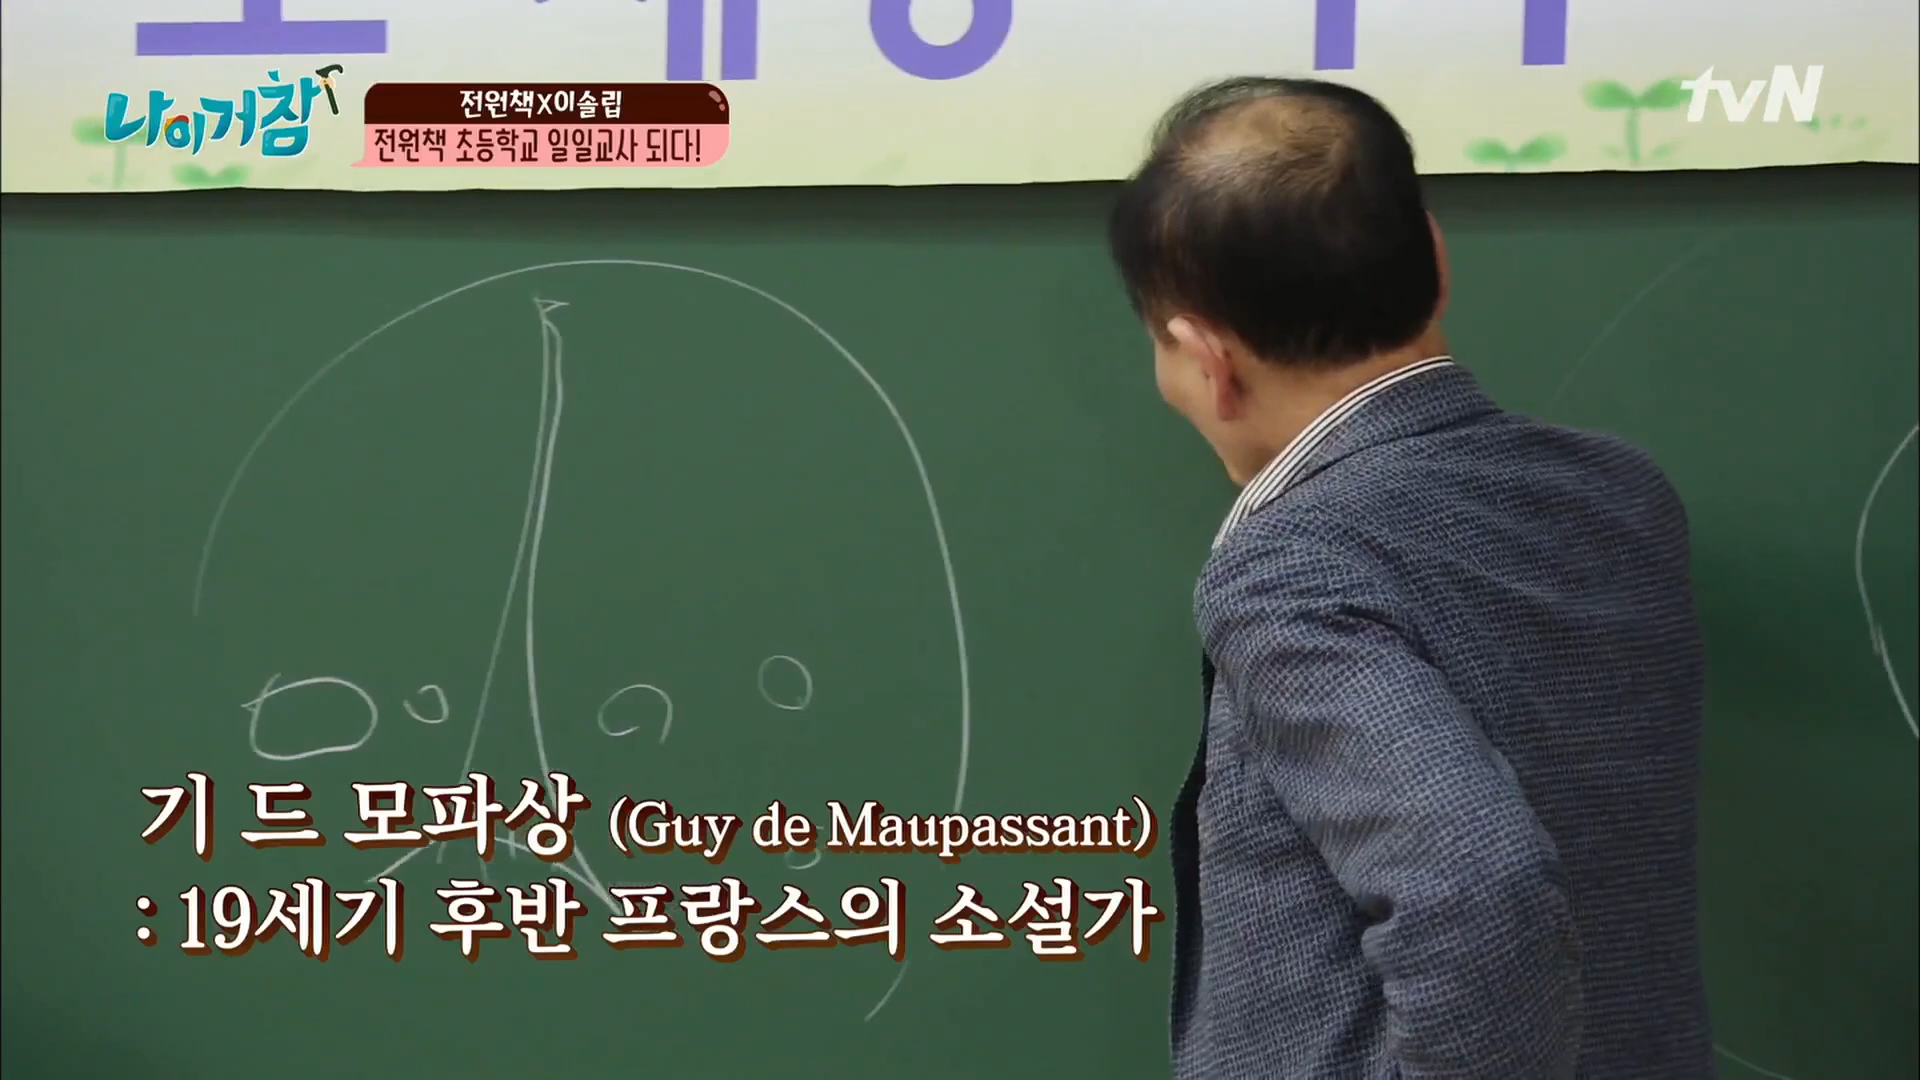 나이거참
전원책X이솔립
전원책 초등학교 일일교사 되다!
tvN
기 드 모파상 (Guy de Maupassant)
: 19세기 후반 프랑스의 소설가